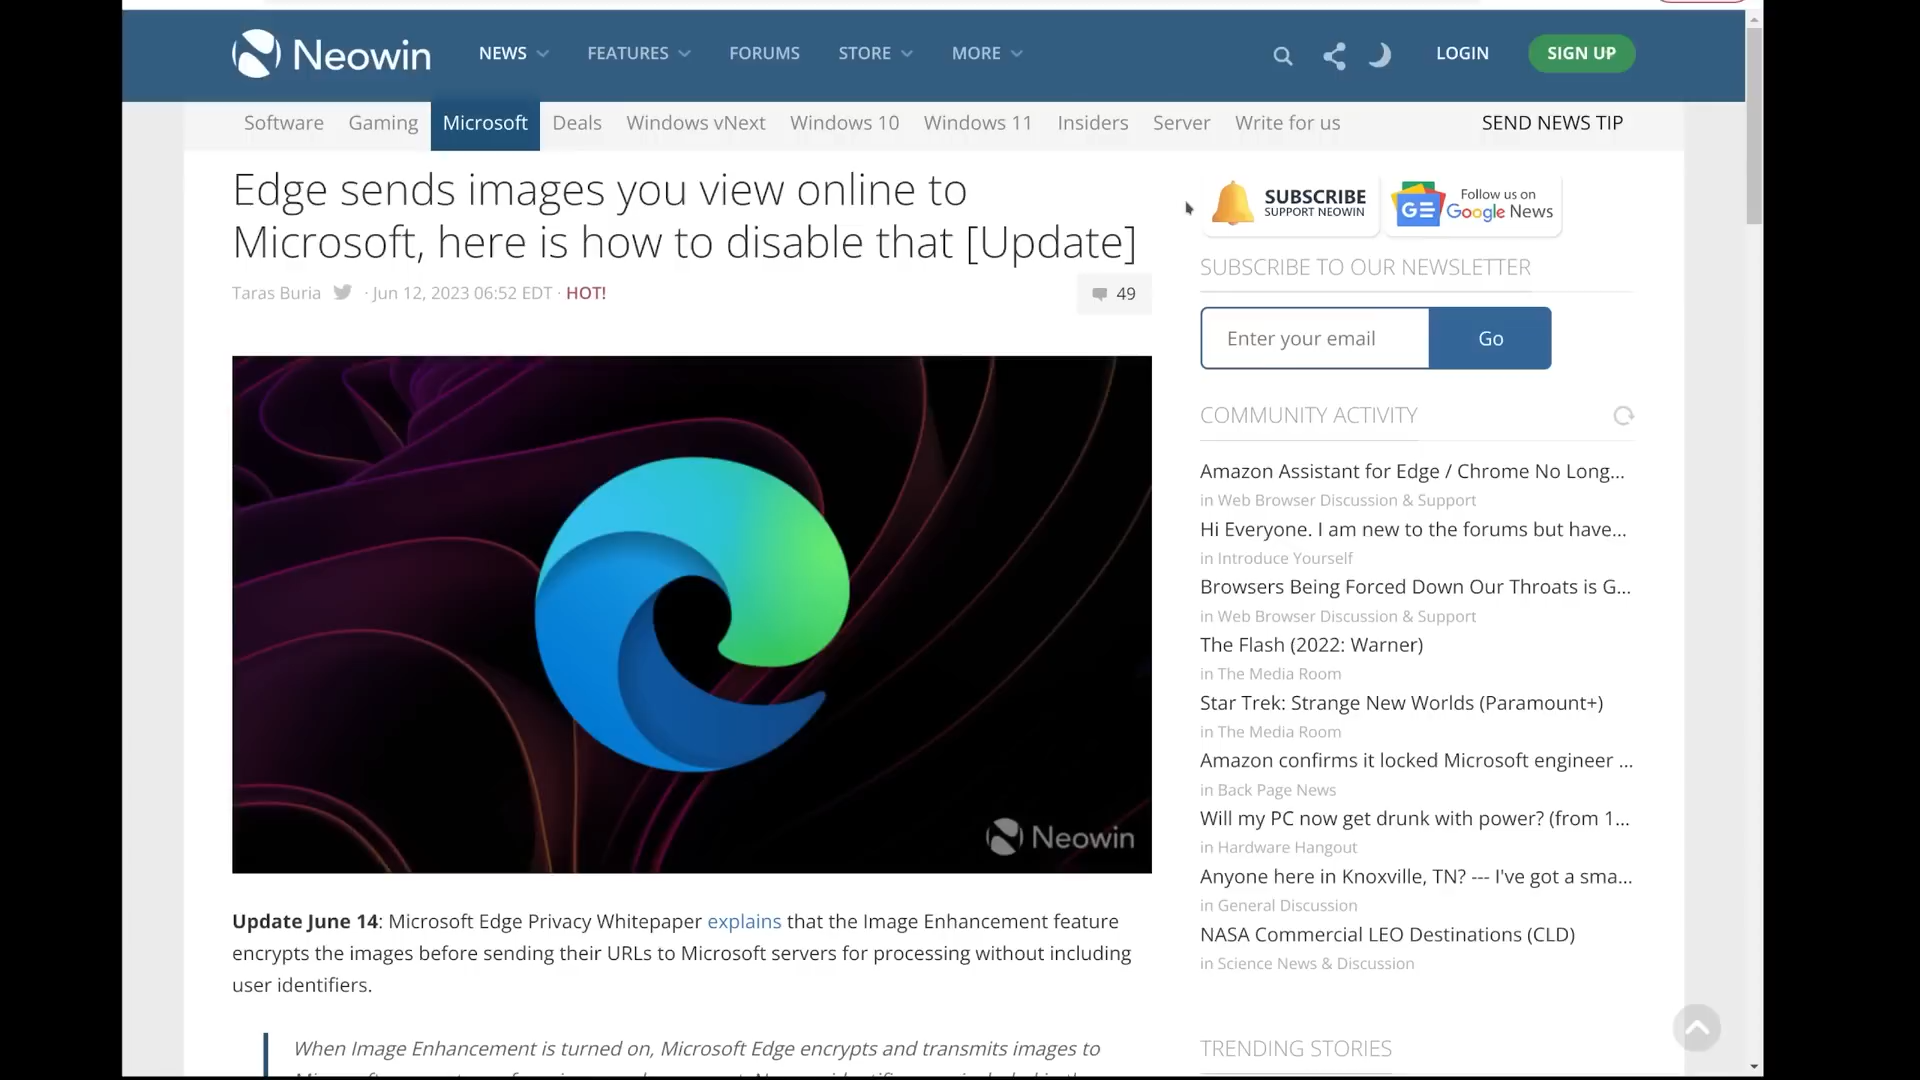 Neowin NEWS FEATURES FORUMS STORE MORE LOGIN SIGN UP
Software Gaming Microsoft Deals Windows vNext Windows 10 Windows 11 Insiders Server Write for us SEND NEWS TIP
Edge sends images you view online to
Microsoft, here is how to disable that [Update]
Taras Buria · Jun 12, 2023 06:52 EDT · HOT!
49
Neowin
Update June 14: Microsoft Edge Privacy Whitepaper explains that the Image Enhancement feature
encrypts the images before sending their URLs to Microsoft servers for processing without including
user identifiers.
When Image Enhancement is turned on, Microsoft Edge encrypts and transmits images to
SUBSCRIBE
SUPPORT NEOWIN
GE
Follow us on
Google News
SUBSCRIBE TO OUR NEWSLETTER
Enter your email Go
COMMUNITY ACTIVITY
Amazon Assistant for Edge / Chrome No Long...
in Web Browser Discussion & Support
Hi Everyone. I am new to the forums but have...
in Introduce Yourself
Browsers Being Forced Down Our Throats is G...
in Web Browser Discussion & Support
The Flash (2022: Warner)
in The Media Room
Star Trek: Strange New Worlds (Paramount+)
in The Media Room
Amazon confirms it locked Microsoft engineer ...
in Back Page News
Will my PC now get drunk with power? (from 1...
in Hardware Hangout
Anyone here in Knoxville, TN? --- I've got a sma...
in General Discussion
NASA Commercial LEO Destinations (CLD)
in Science News & Discussion
TRENDING STORIES